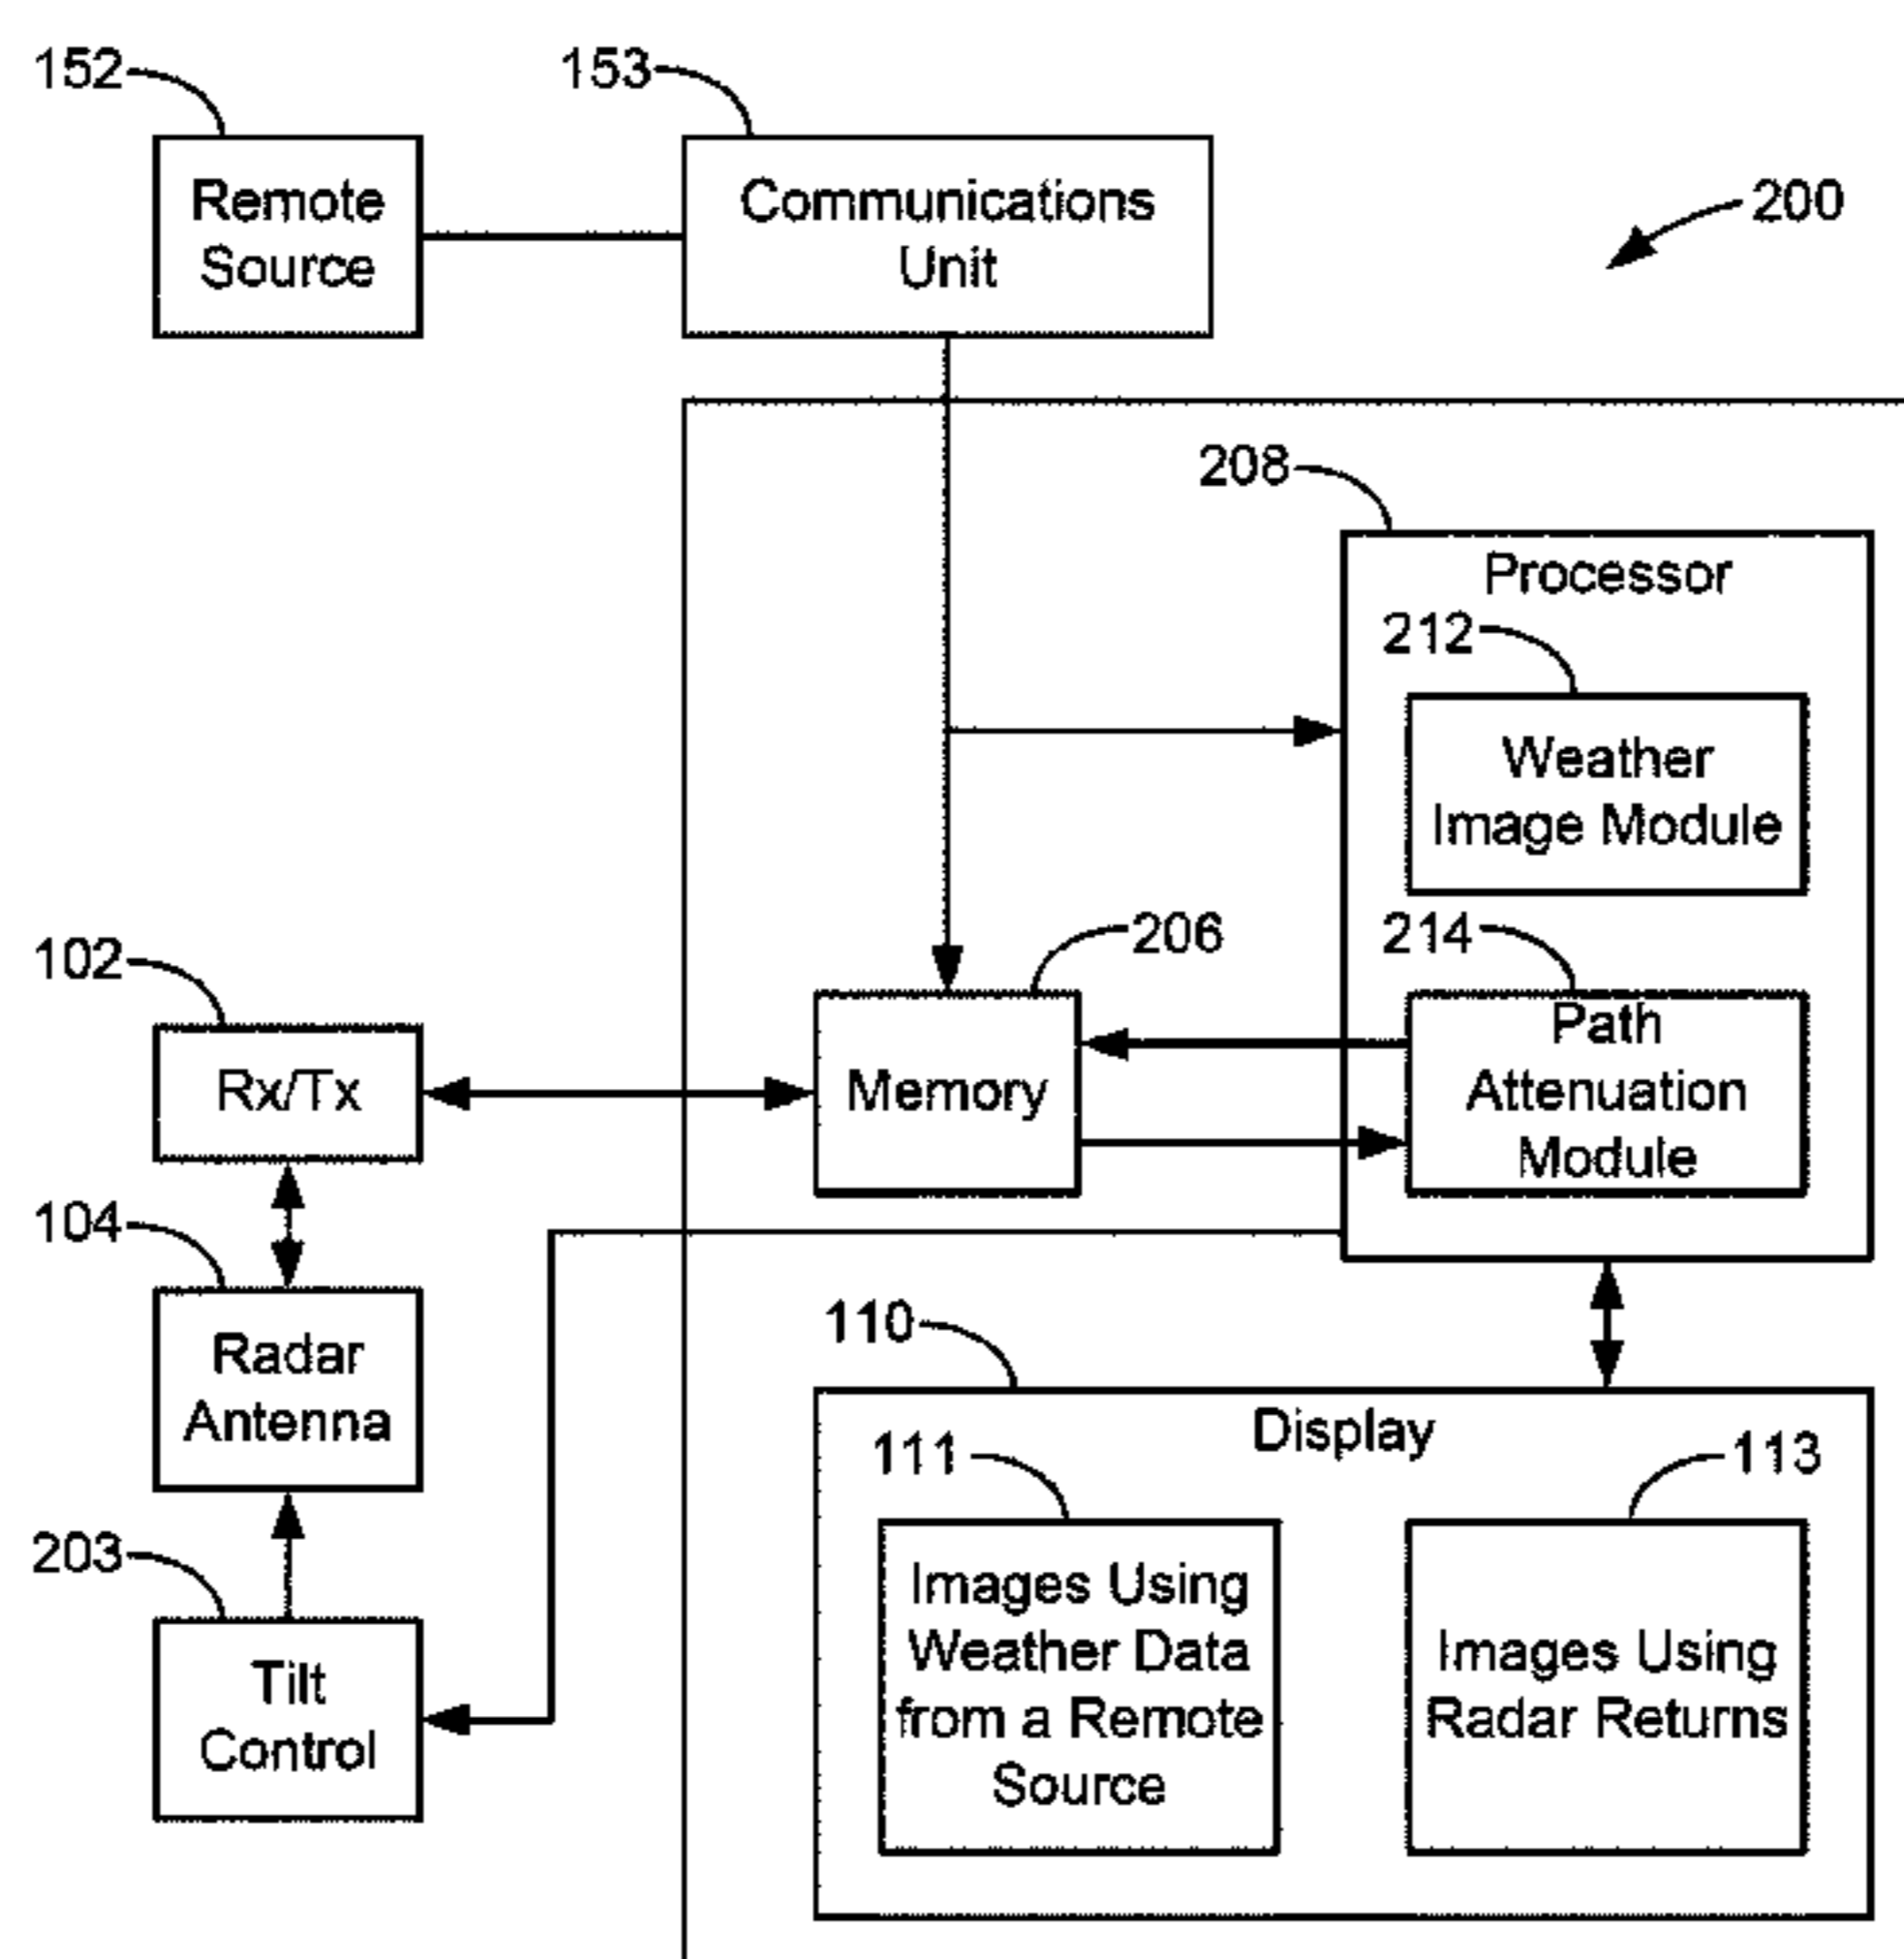 152
153
Remote
Source
Communications
Unit
200
208
Processor
212
Weather
Image Module
102
206
214
Rx/Tx
Memory
Path
Attenuation
Module
104
Radar
Antenna
110
Display
111
113
203
Tilt
Control
Images Using
Weather Data
from a Remote
Source
Images Using
Radar Returns